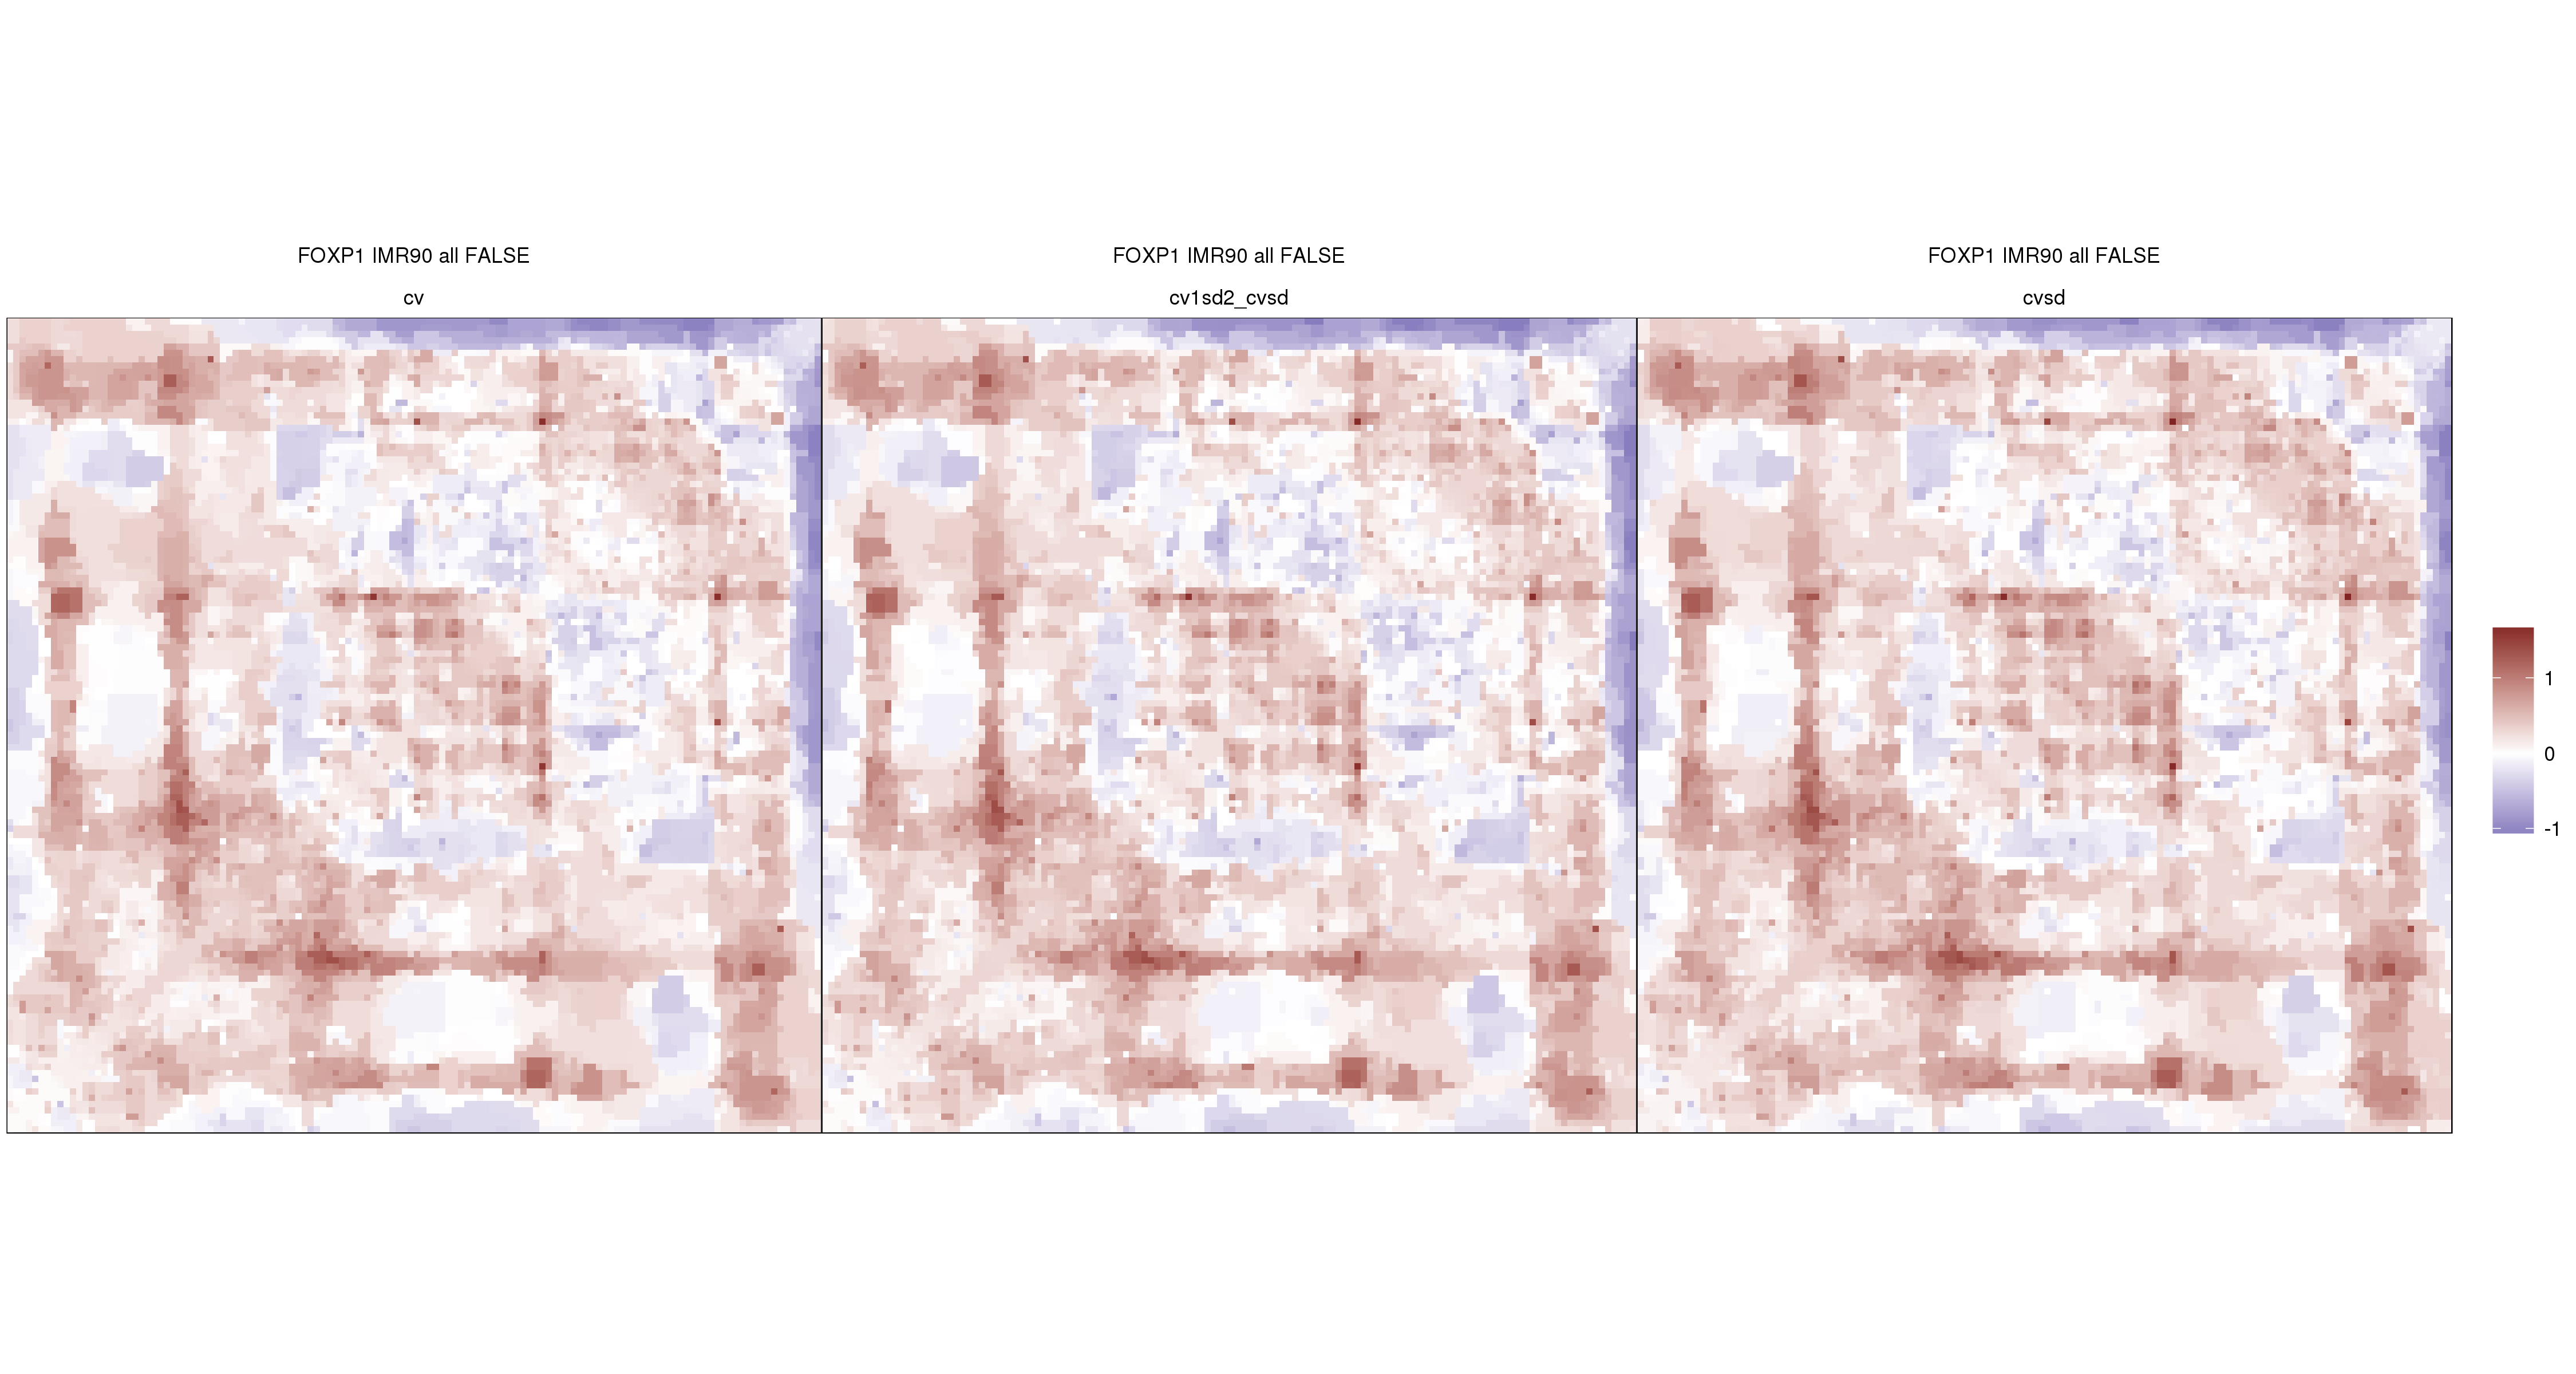 FOXP1 IMR90 all FALSE
cv
FOXP1 IMR90 all FALSE
cv1sd2_cvsd
FOXP1 IMR90 all FALSE
cvsd
1
0
-1